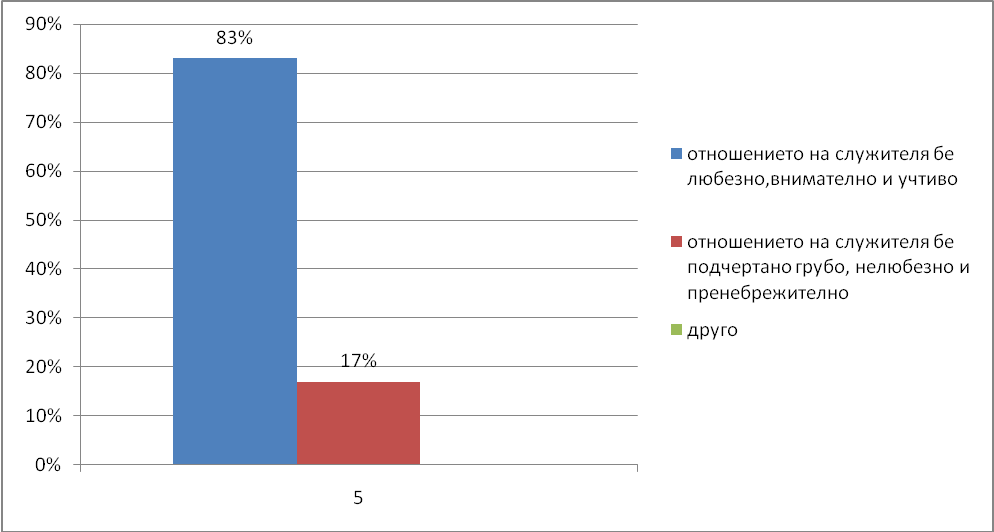 90%
80%
70%
60%
50%
40%
30%
20%
10%
0%
83%
17%
5
отношението на служителя бе
любезно,внимателно и учтиво
отношението на служителя бе
подчертано грубо, нелюбезно и
пренебрежително
друго